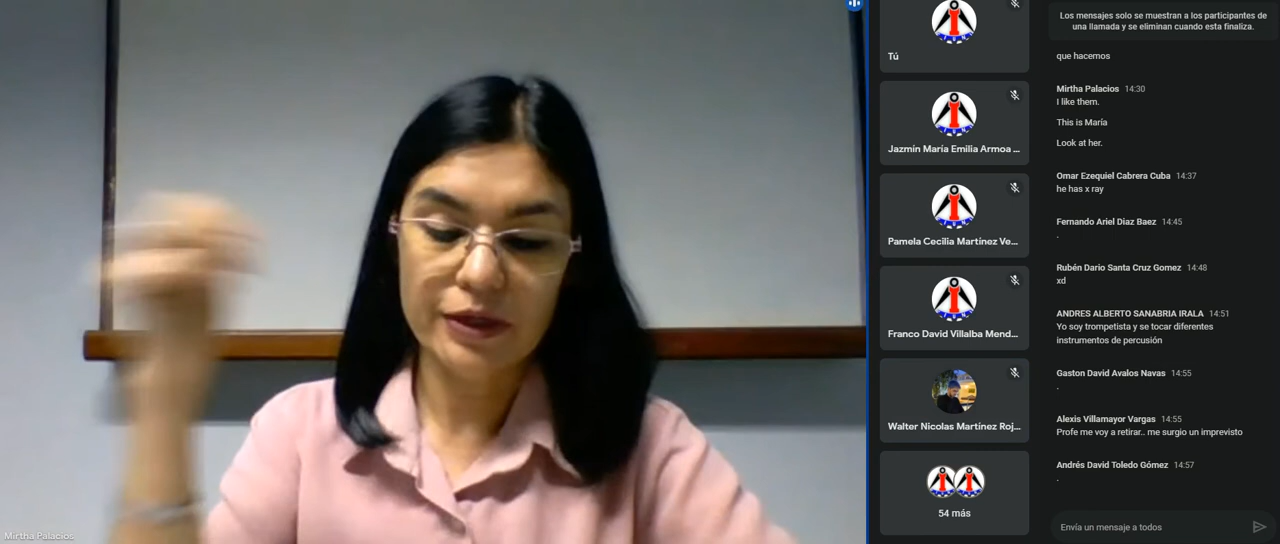 Mirtha Palacios
Tú
Jazmín María Emilia Armoa ...
Pamela Cecilia Martínez Ve...
Franco David Villalba Mend...
Walter Nicolas Martínez Roj...
54 más
Los mensajes solo se muestran a los participantes de
una llamada y se eliminan cuando esta finaliza.
que hacemos
Mirtha Palacios 14:30
I like them.
This is María
Look at her.
Omar Ezequiel Cabrera Cuba 14:37
he has x ray
Fernando Ariel Diaz Baez 14:45
.
Rubén Dario Santa Cruz Gomez 14:48
xd
ANDRES ALBERTO SANABRIA IRALA 14:51
Yo soy trompetista y se tocar diferentes
instrumentos de percusión
Gaston David Avalos Navas 14:55
.
Alexis Villamayor Vargas 14:55
Profe me voy a retirar.. me surgio un imprevisto
Andrés David Toledo Gómez 14:57
.
Envía un mensaje a todos